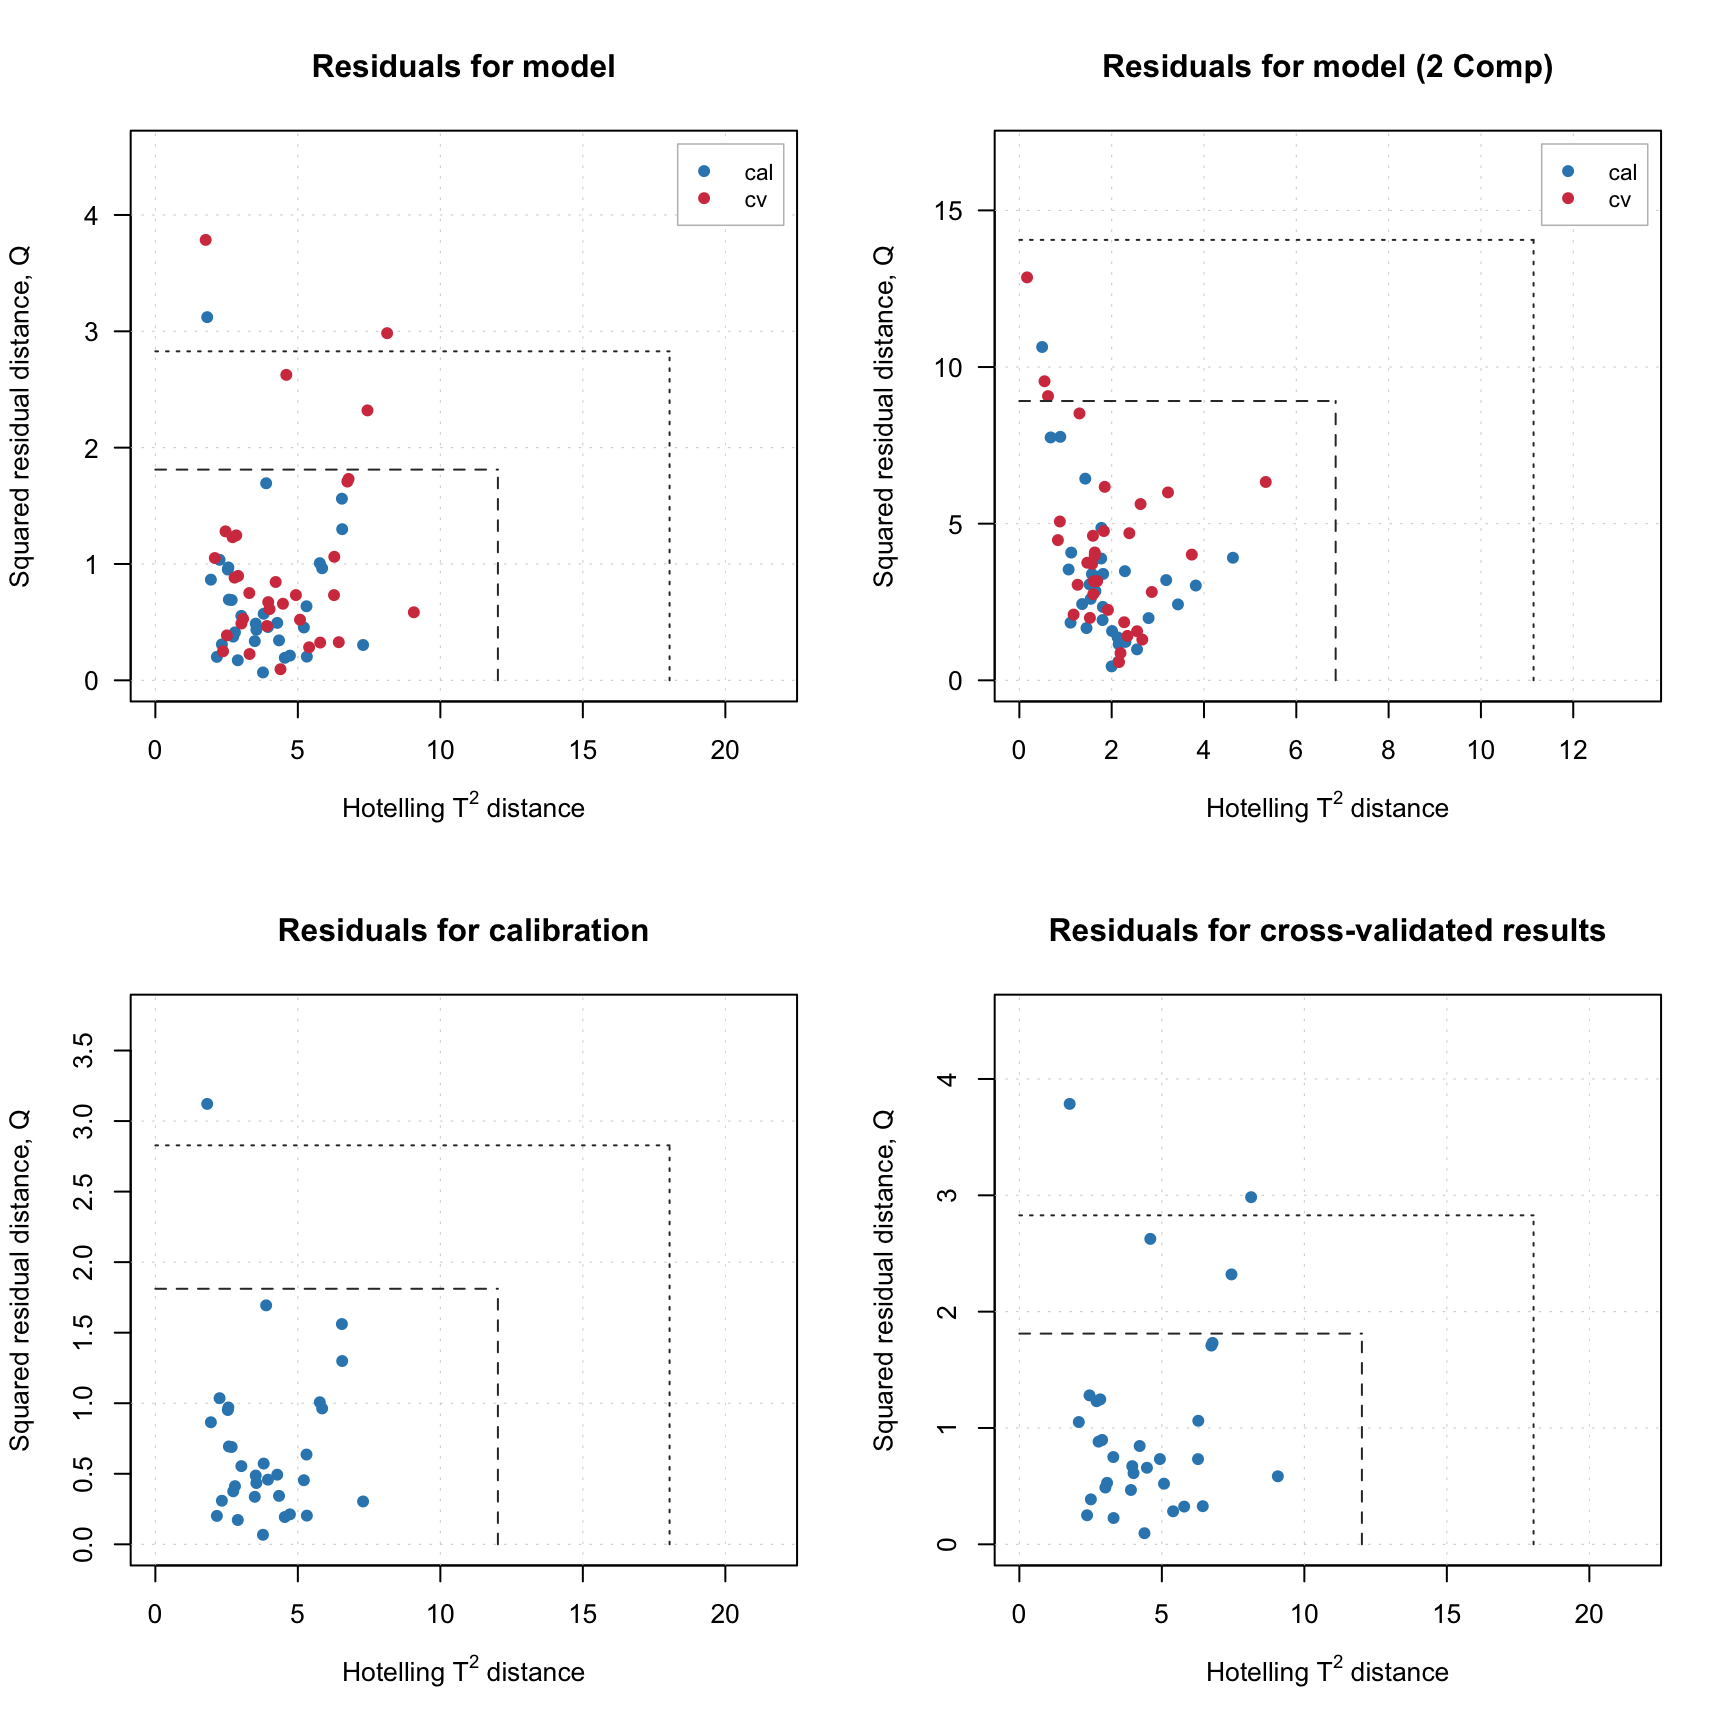 Residuals for model
Squared residual distance, Q
4
3
2
1
0
cal
cv
0 5 10 15 20
Hotelling T² distance
Residuals for model (2 Comp)
Squared residual distance, Q
15
10
5
0
cal
cv
0 2 4 6 8 10 12
Hotelling T² distance
Residuals for calibration
Squared residual distance, Q
3.5
3.0
2.5
2.0
1.5
1.0
0.5
0.0
0 5 10 15 20
Hotelling T² distance
Residuals for cross-validated results
Squared residual distance, Q
4
3
2
1
0
0 5 10 15 20
Hotelling T² distance